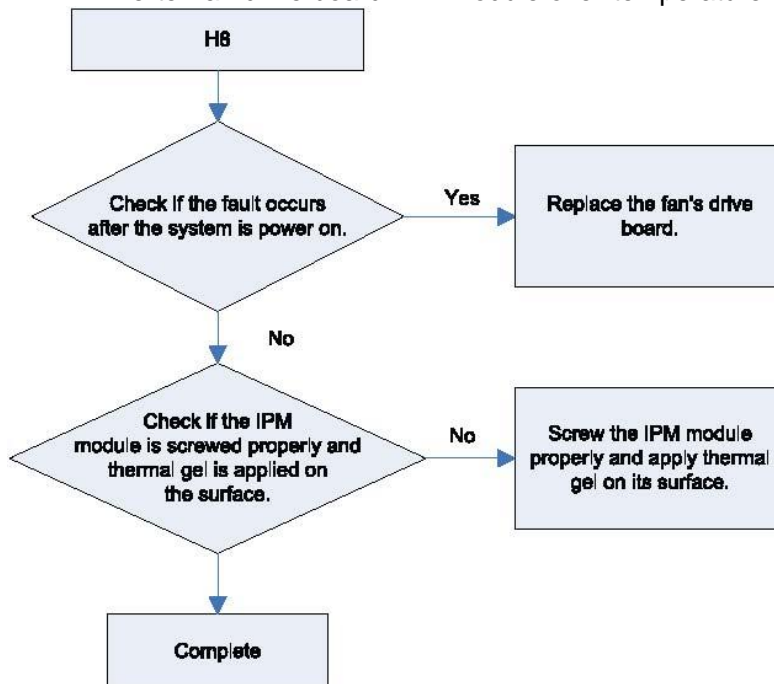 H8
Check if the fault occurs
after the system is power on.
Yes
Replace the fan's drive
board.
No
Check if the IPM
module is screwed properly and
thermal gel is applied on
the surface.
No
Screw the IPM module
properly and apply thermal
gel on its surface.
Complete